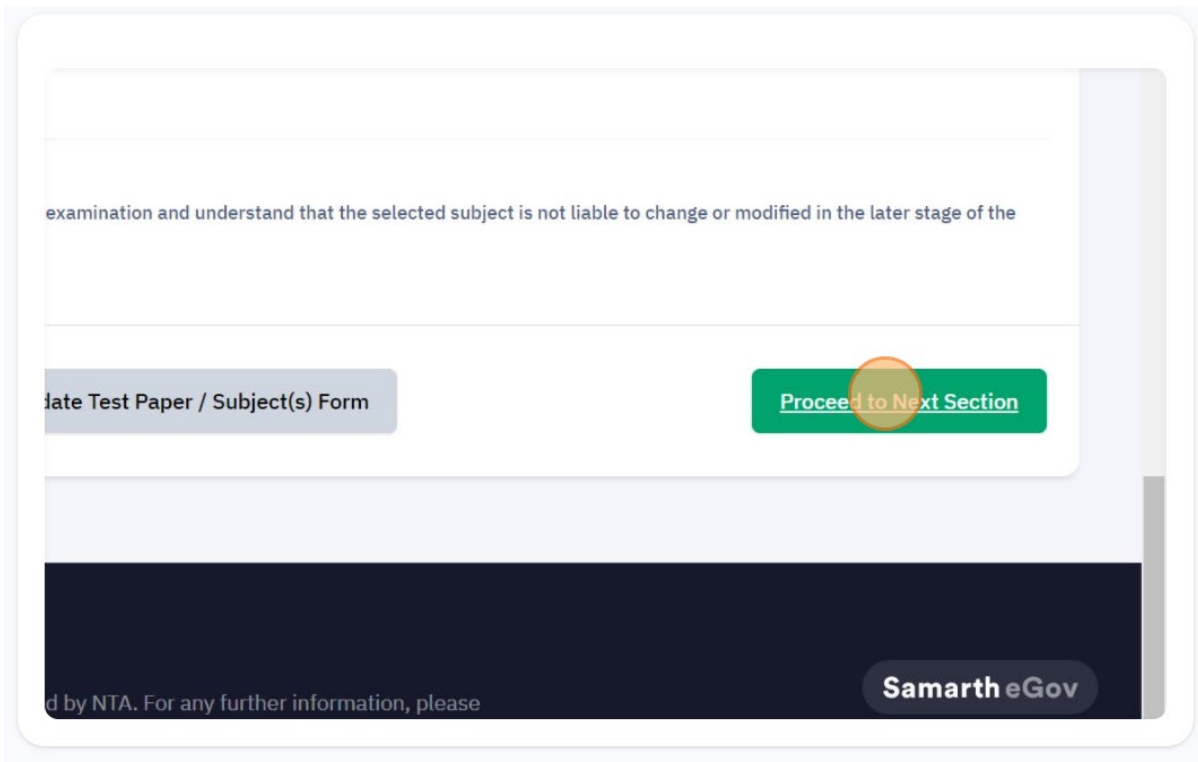 examination and understand that the selected subject is not liable to change or modified in the later stage of the
date Test Paper / Subject(s) Form
Proceed to Next Section
d by NTA. For any further information, please
Samarth eGov